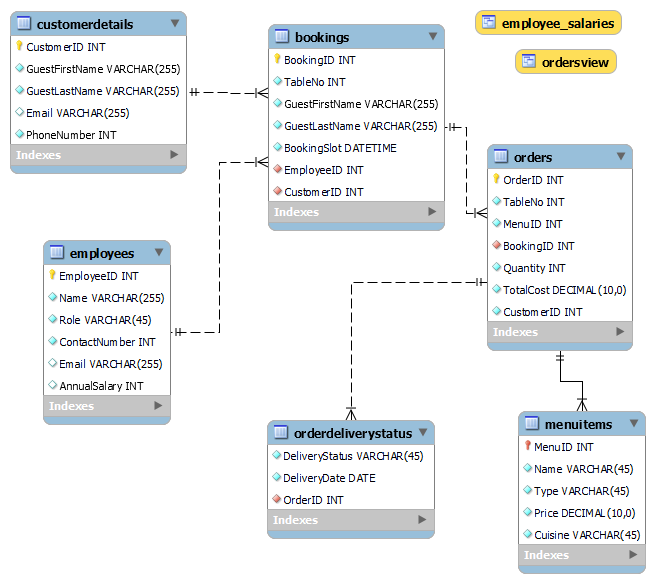 customerdetails
CustomerID INT
GuestFirstName VARCHAR(255)
GuestLastName VARCHAR(255)
Email VARCHAR(255)
PhoneNumber INT
Indexes
bookings
BookingID INT
TableNo INT
GuestFirstName VARCHAR(255)
GuestLastName VARCHAR(255)
BookingSlot DATETIME
EmployeeID INT
CustomerID INT
Indexes
employee_salaries
ordersview
orders
OrderID INT
TableNo INT
MenuID INT
BookingID INT
Quantity INT
TotalCost DECIMAL(10,0)
CustomerID INT
Indexes
employees
EmployeeID INT
Name VARCHAR(255)
Role VARCHAR(45)
ContactNumber INT
Email VARCHAR(255)
AnnualSalary INT
Indexes
orderdeliverystatus
DeliveryStatus VARCHAR(45)
DeliveryDate DATE
OrderID INT
Indexes
menuitems
MenuID INT
Name VARCHAR(45)
Type VARCHAR(45)
Price DECIMAL(10,0)
Cuisine VARCHAR(45)
Indexes